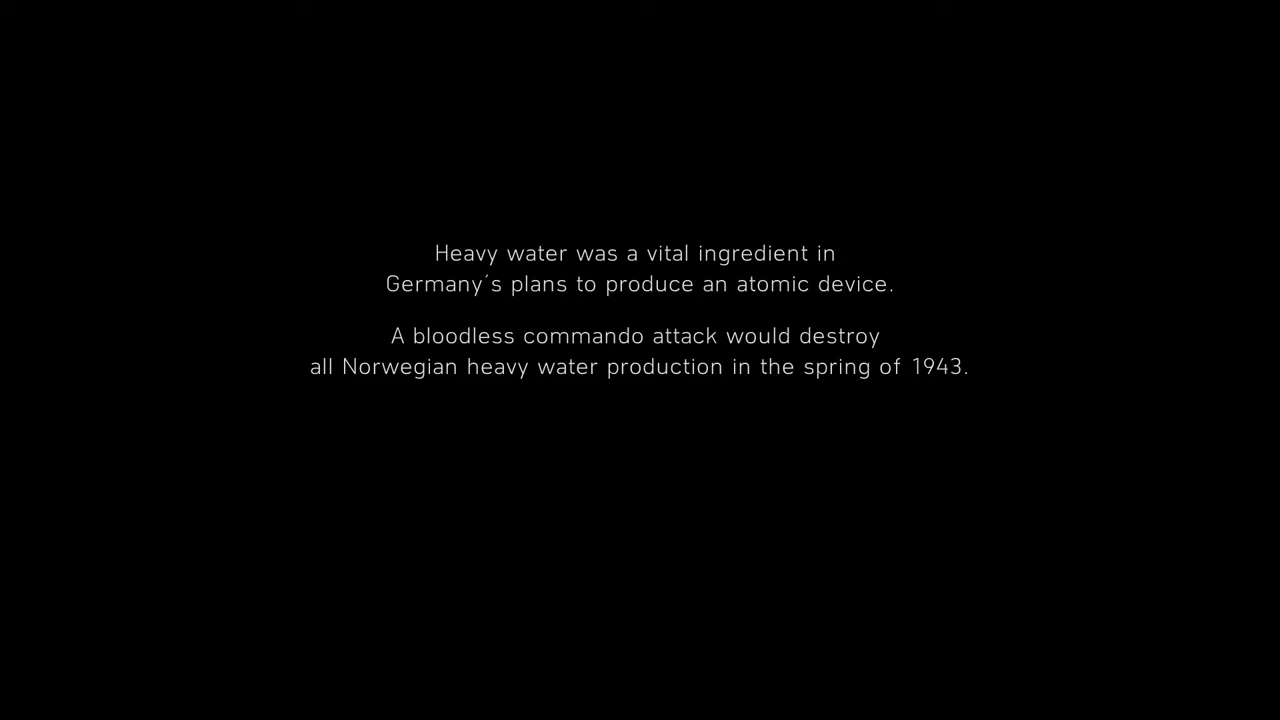 Heavy water was a vital ingredient in
Germany´s plans to produce an atomic device.
A bloodless commando attack would destroy
all Norwegian heavy water production in the spring of 1943.